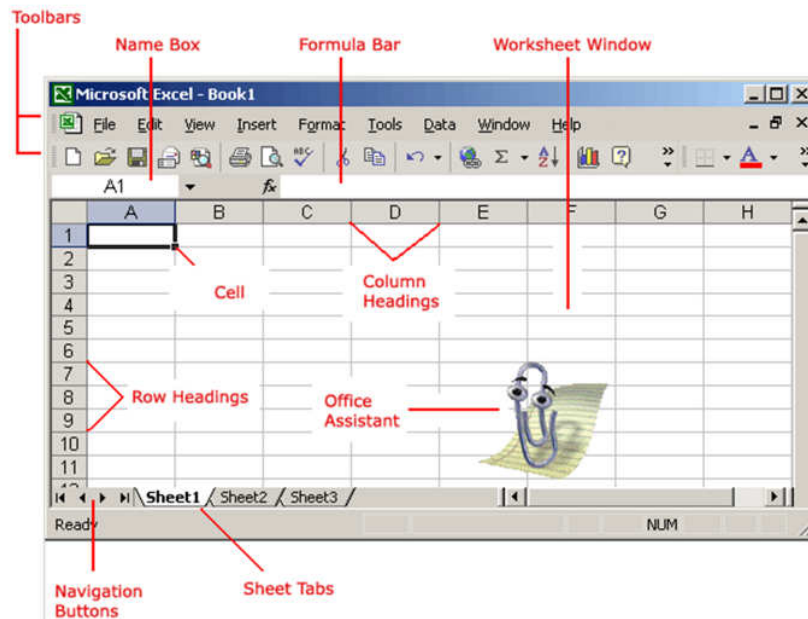 Toolbars
Name Box
Formula Bar
Worksheet Window
Microsoft Excel - Book1
File Edit View Insert Format Tools Data Window Help
ABC Σ A Z ? » A »
A1 fx
A B C D E F G H
1
2
3
4
5
6
7
8
9
10
11
12
Cell
Column
Headings
Row Headings
Office
Assistant
Sheet1 Sheet2 Sheet3
Ready NUM
Navigation
Buttons
Sheet Tabs